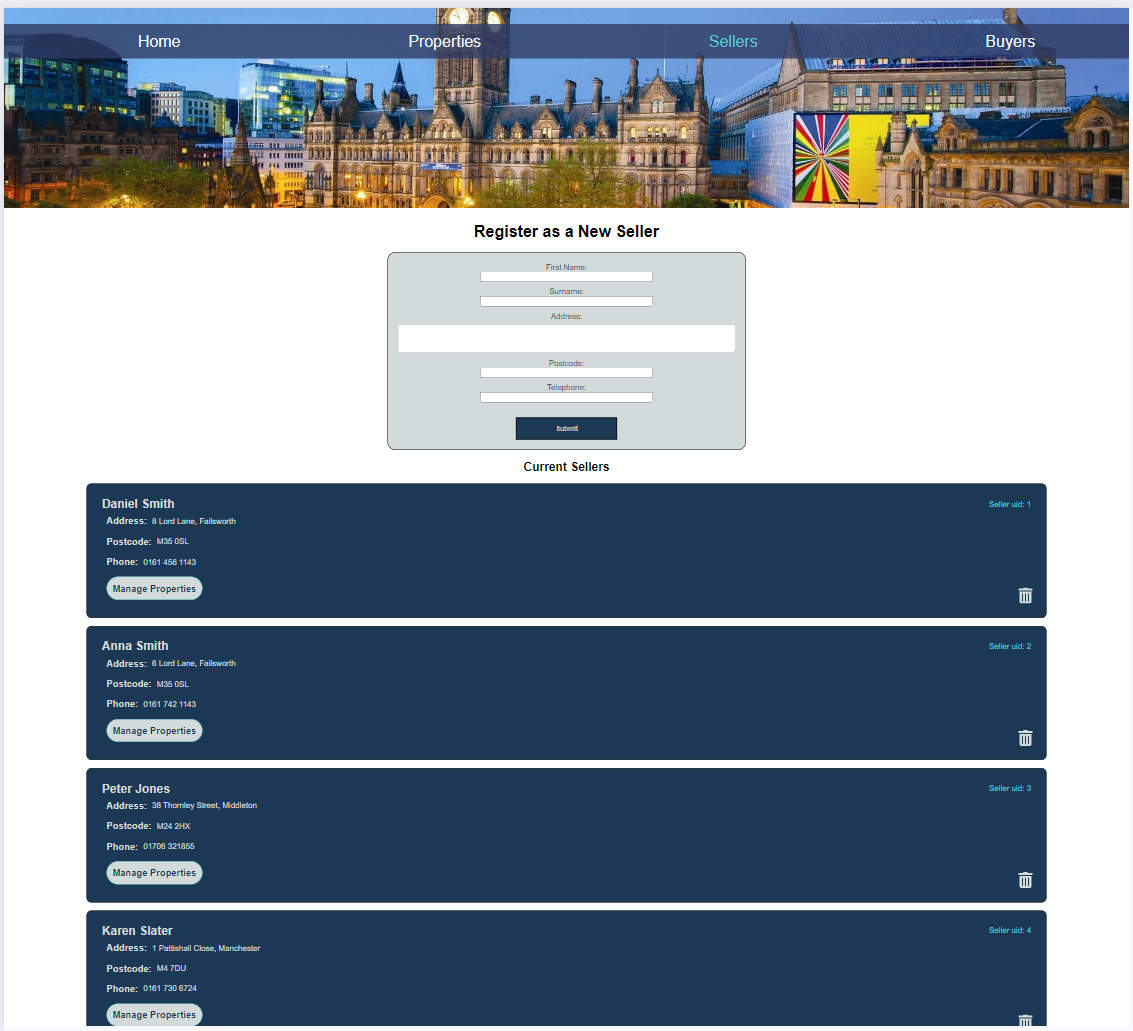 Home Properties Sellers Buyers
Register as a New Seller
First Name:
Surname:
Address:
Postcode:
Telephone:
Submit
Current Sellers
Daniel Smith
Seller uid: 1
Address: 8 Lord Lane, Failsworth
Postcode: M35 0SL
Phone: 0161 456 1143
Manage Properties
Anna Smith
Seller uid: 2
Address: 6 Lord Lane, Failsworth
Postcode: M35 0SL
Phone: 0161 742 1143
Manage Properties
Peter Jones
Seller uid: 3
Address: 38 Thornley Street, Middleton
Postcode: M24 2HX
Phone: 01706 321855
Manage Properties
Karen Slater
Seller uid: 4
Address: 1 Pattishall Close, Manchester
Postcode: M4 7DU
Phone: 0161 730 6724
Manage Properties